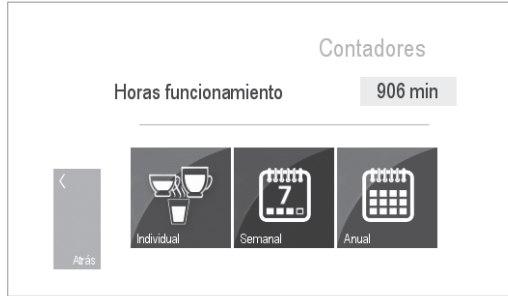 Contadores
Horas funcionamiento 906 min
7
Individual Semanal Anual
Atrás